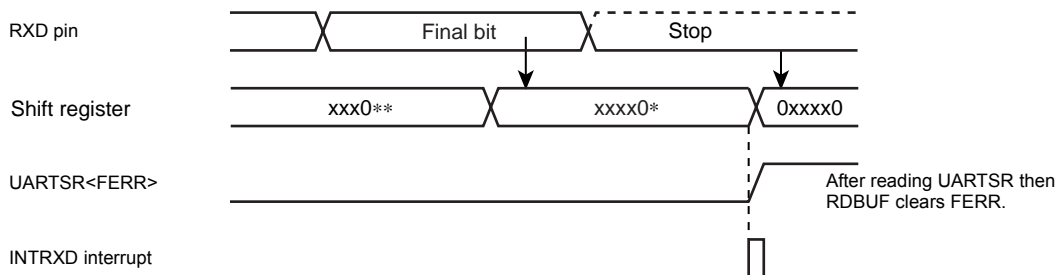 RXD pin
Final bit
Stop
Shift register
xxx0**
xxxx0*
0xxxx0
UARTSR<FERR>
After reading UARTSR then
RDBUF clears FERR.
INTRXD interrupt